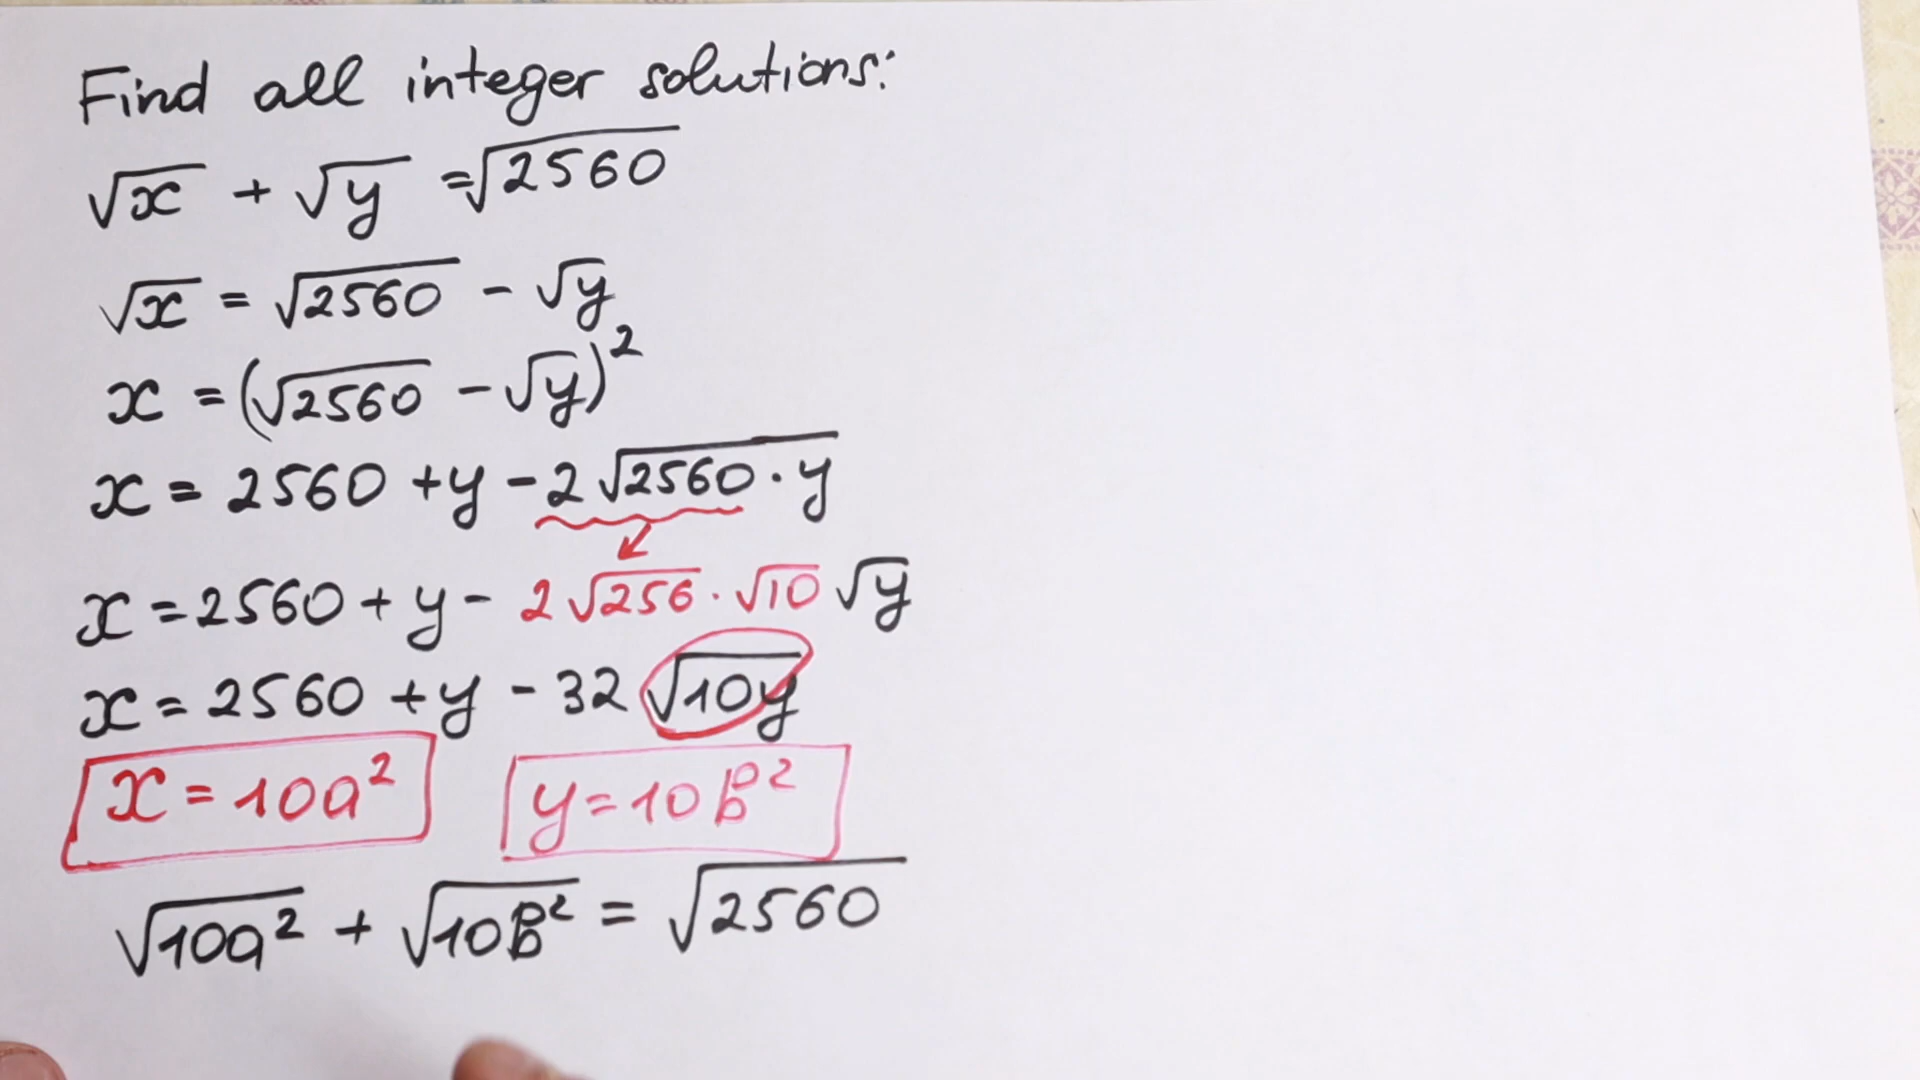 Find all integer solutions:
√x + √y = √2560
√x = √2560 - √y
x = (√2560 - √y)²
x = 2560 + y - 2√2560·y
x = 2560 + y - 2√256·√10 √y
x = 2560 + y - 32√10y
x = 10a² y = 10b²
√10a² + √10b² = √2560